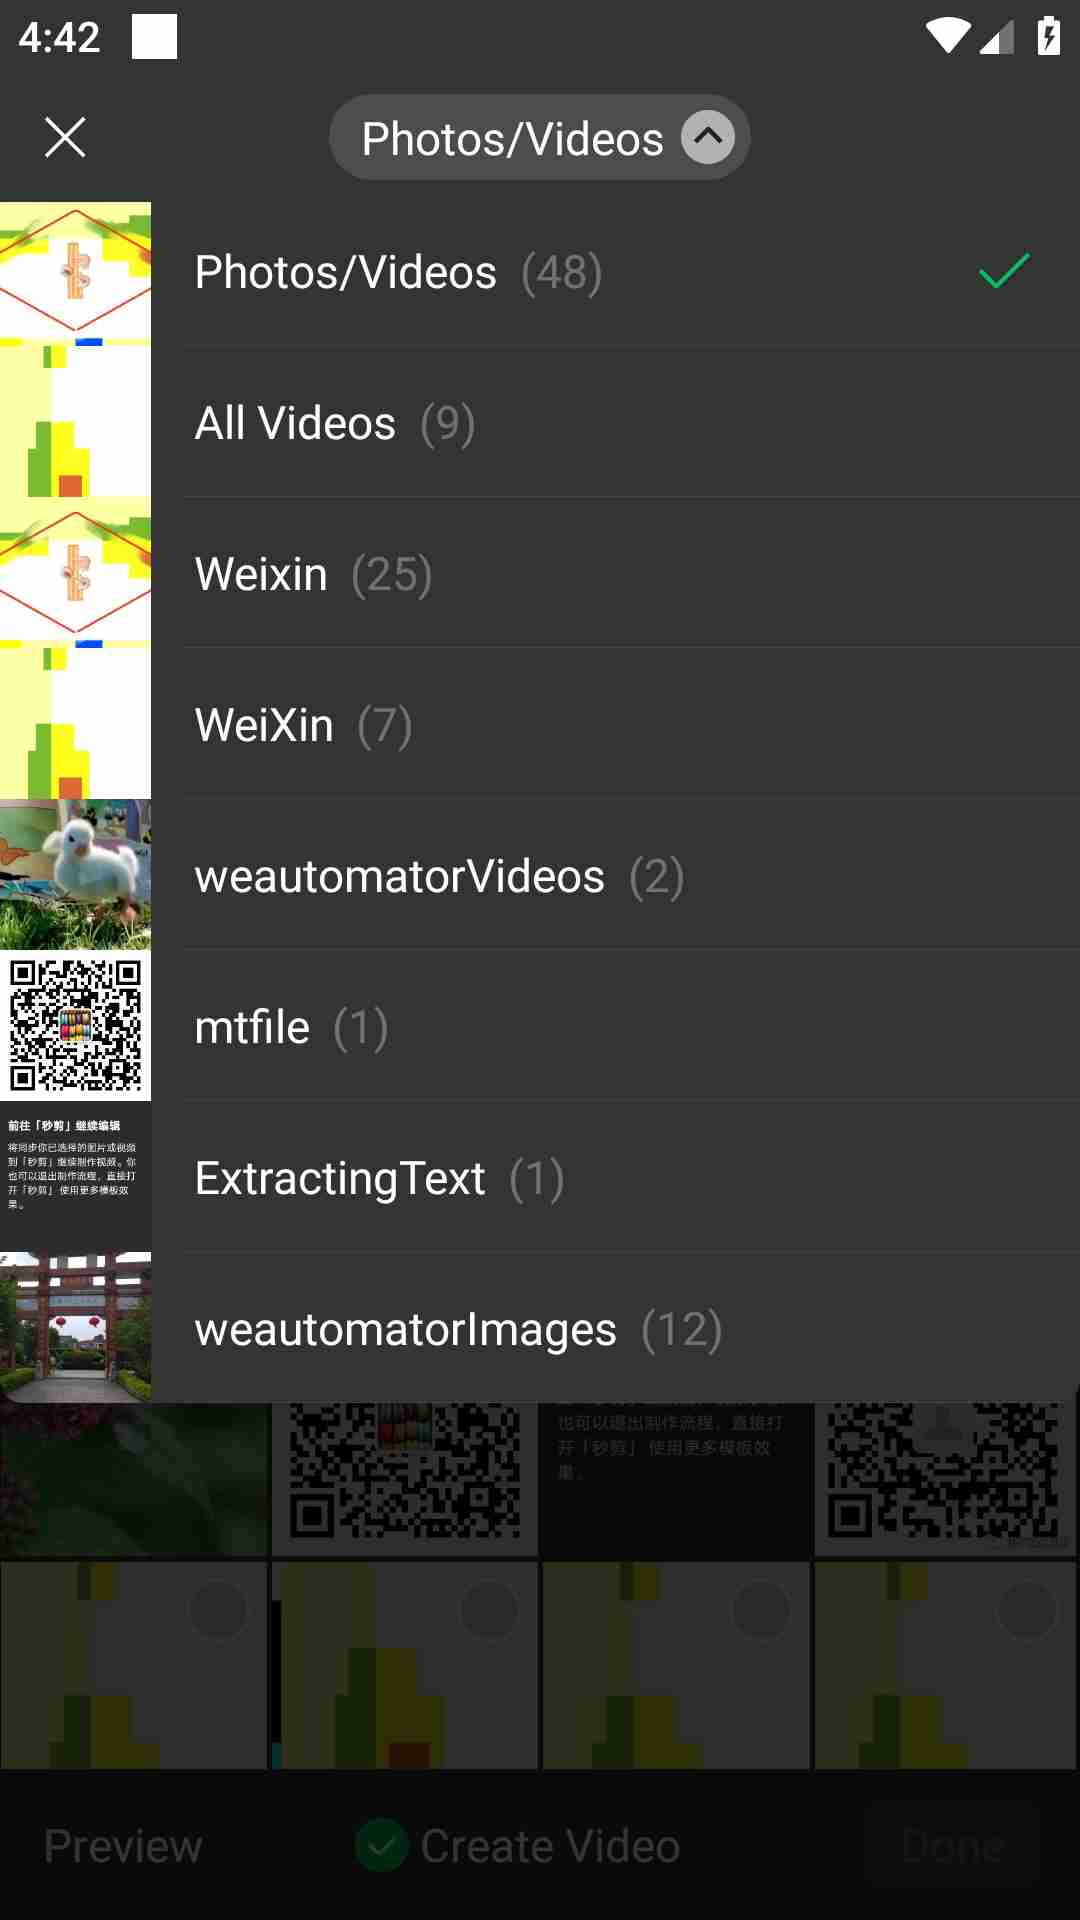 4:42
Photos/Videos
Photos/Videos (48)
All Videos (9)
Weixin (25)
WeiXin (7)
weautomatorVideos (2)
mtfile (1)
前往「秒剪」继续编辑
将同步你已选择的图片或视频
到「秒剪」继续制作视频。你
也可以退出制作流程，直接打
开「秒剪」使用更多模板效
果。
ExtractingText (1)
weautomatorImages (12)
也可以退出制作流程，直接打
开「秒剪」使用更多模板效
果。
Preview
Create Video
Done